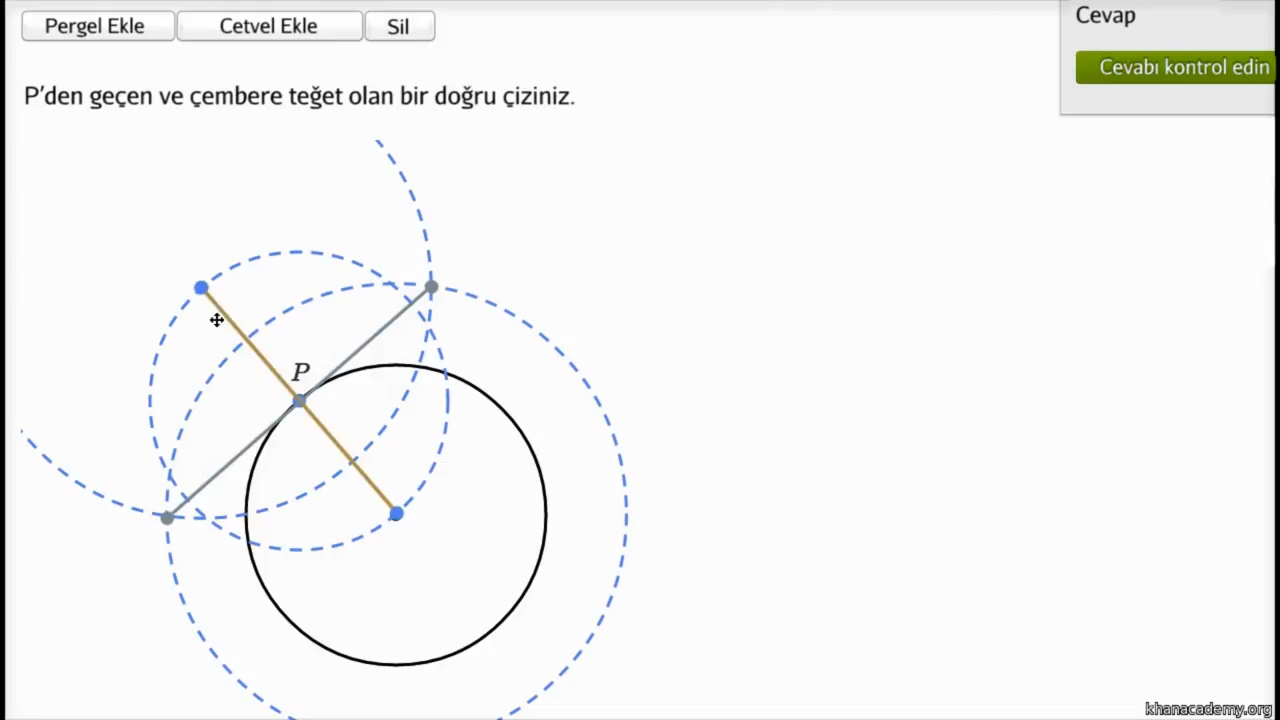 Pergel Ekle Cetvel Ekle Sil
Cevap
Cevabı kontrol edin
P'den geçen ve çembere teğet olan bir doğru çiziniz.
P
khanacademy.org